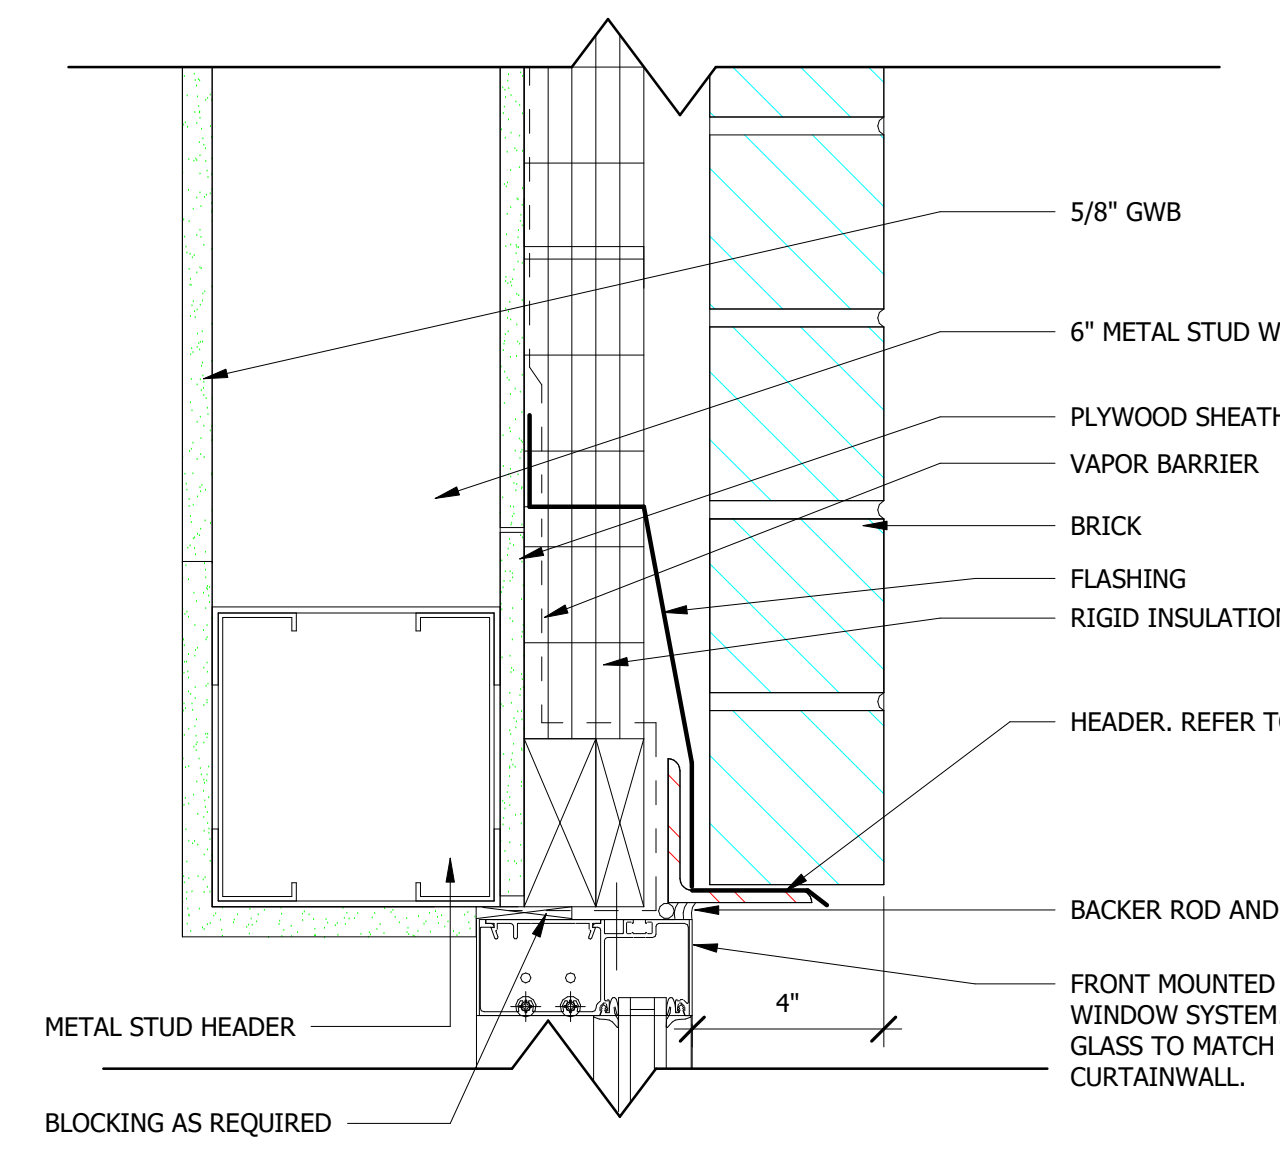 5/8" GWB
6" METAL STUD W
PLYWOOD SHEATH
VAPOR BARRIER
BRICK
FLASHING
RIGID INSULATION
HEADER. REFER TO
BACKER ROD AND
FRONT MOUNTED
WINDOW SYSTEM.
GLASS TO MATCH
CURTAINWALL.
4"
METAL STUD HEADER
BLOCKING AS REQUIRED